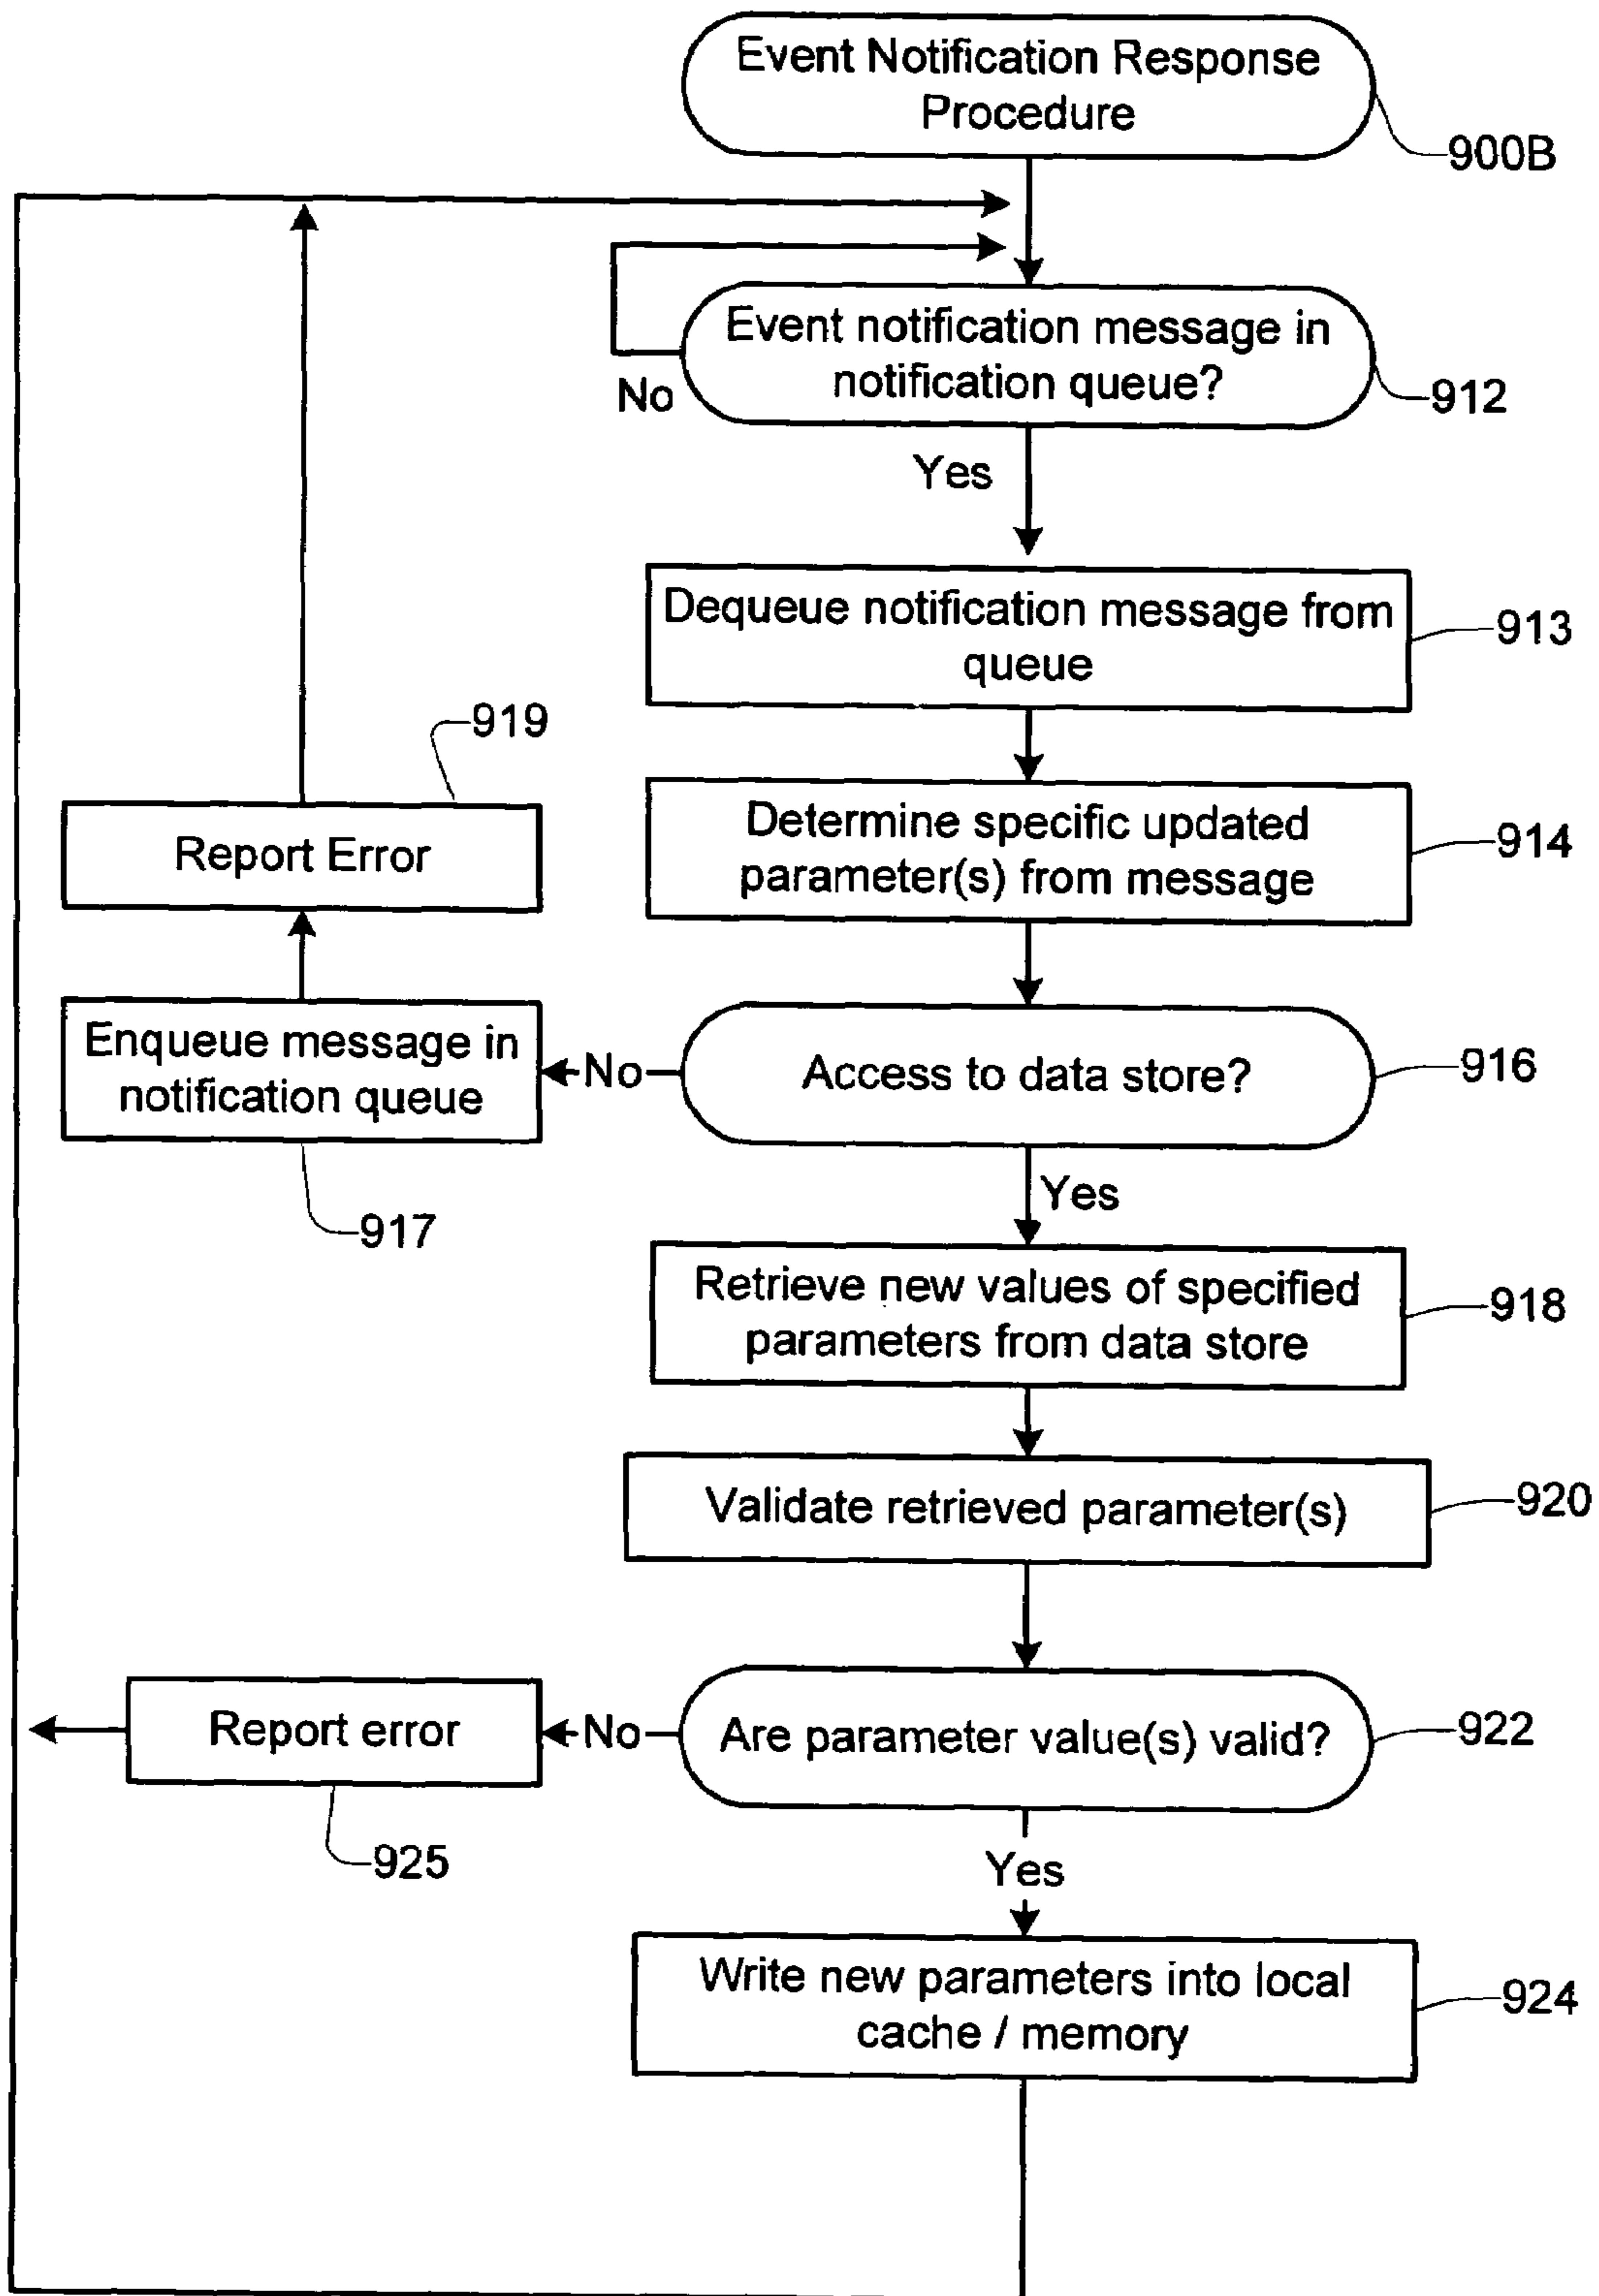 Event Notification Response
Procedure
900B
Event notification message in
notification queue?
912
No
Yes
Dequeue notification message from
queue
913
919
Determine specific updated
parameter(s) from message
914
Report Error
Enqueue message in
notification queue
No
Access to data store?
916
917
Yes
Retrieve new values of specified
parameters from data store
918
Validate retrieved parameter(s)
920
Report error
No
Are parameter value(s) valid?
922
925
Yes
Write new parameters into local
cache / memory
924